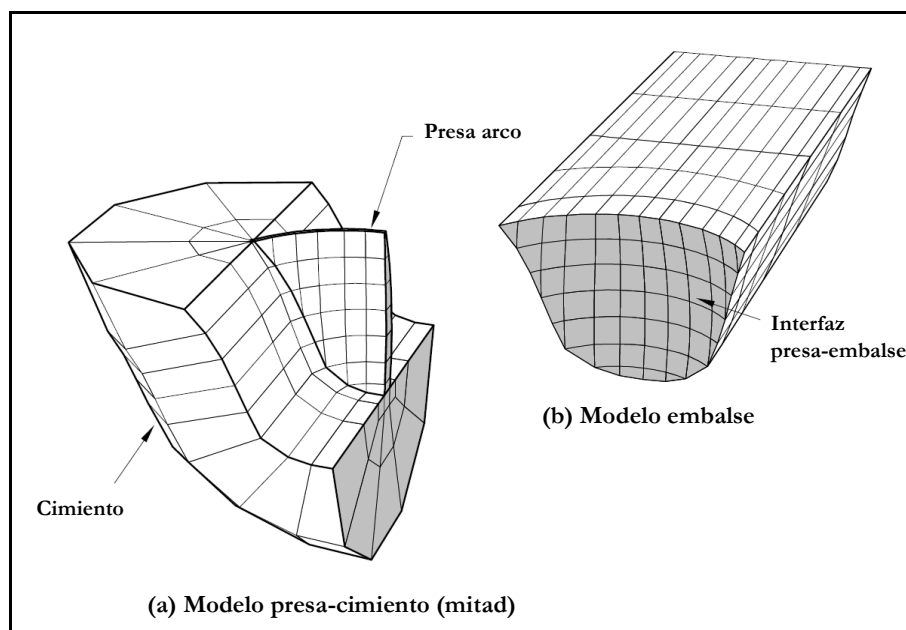 Presa arco
Interfaz
presa-embalse
(b) Modelo embalse
Cimiento
(a) Modelo presa-cimiento (mitad)